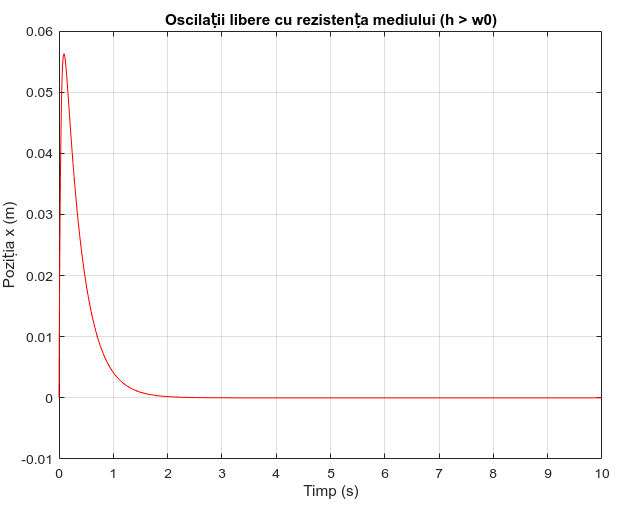 Oscilații libere cu rezistența mediului (h > w0)
0.06
0.05
0.04
0.03
0.02
0.01
0
-0.01
Poziția x (m)
0 1 2 3 4 5 6 7 8 9 10
Timp (s)